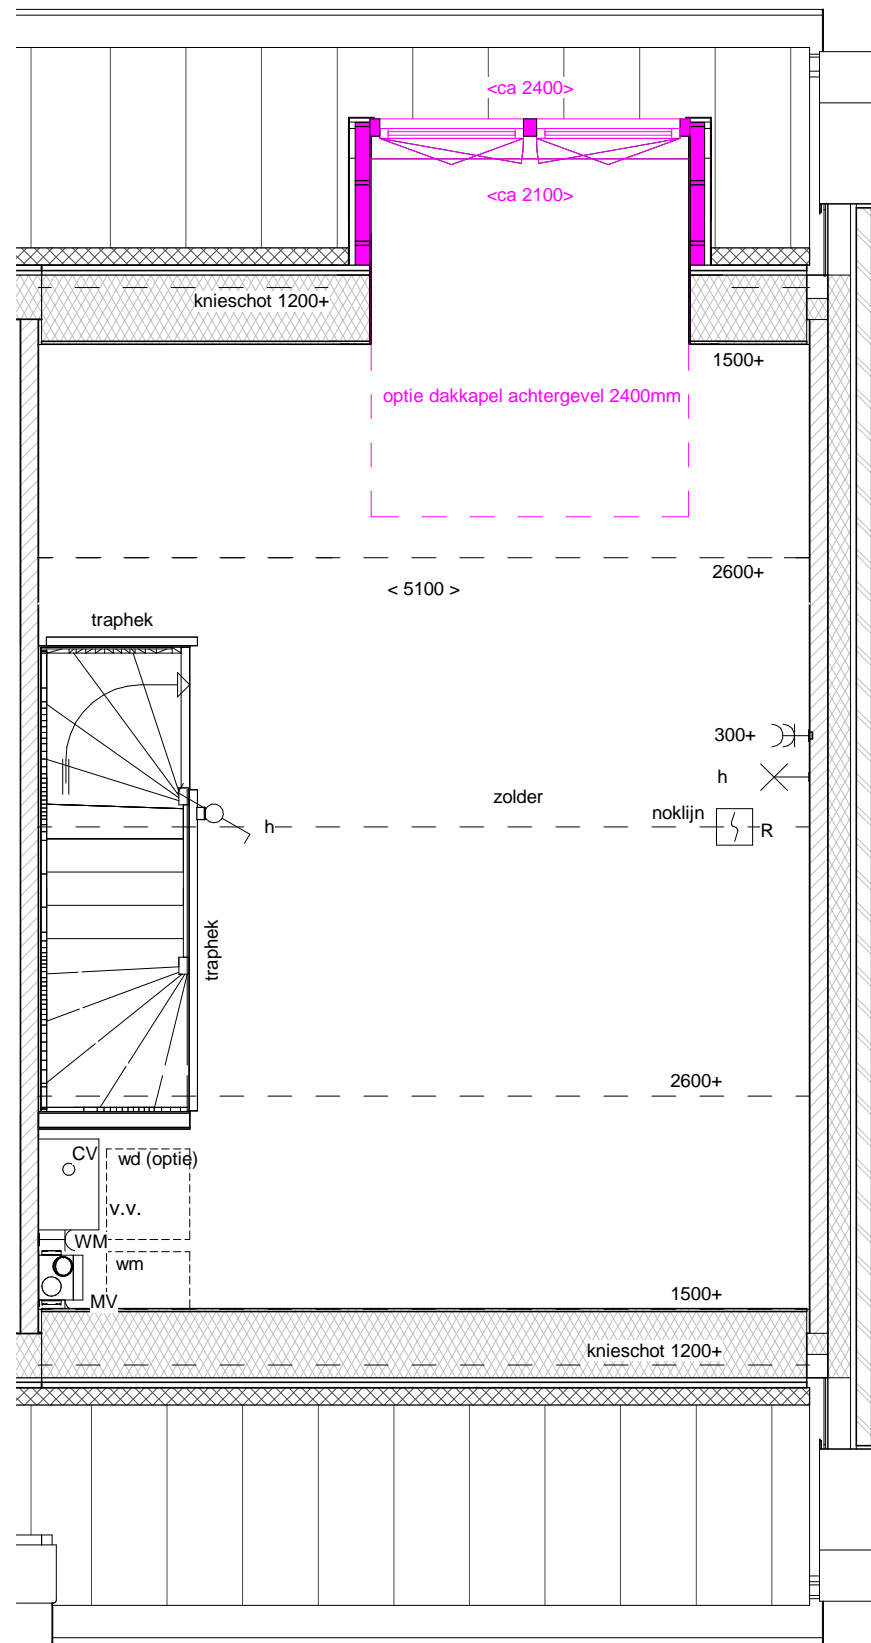 <ca 2400>
<ca 2100>
knieschot 1200+
1500+
optie dakkapel achtergevel 2400mm
2600+
< 5100 >
traphek
300+
h
zolder
noklijn
R
h
traphek
2600+
CV
wd (optie)
v.v.
WM
wm
1500+
MV
knieschot 1200+